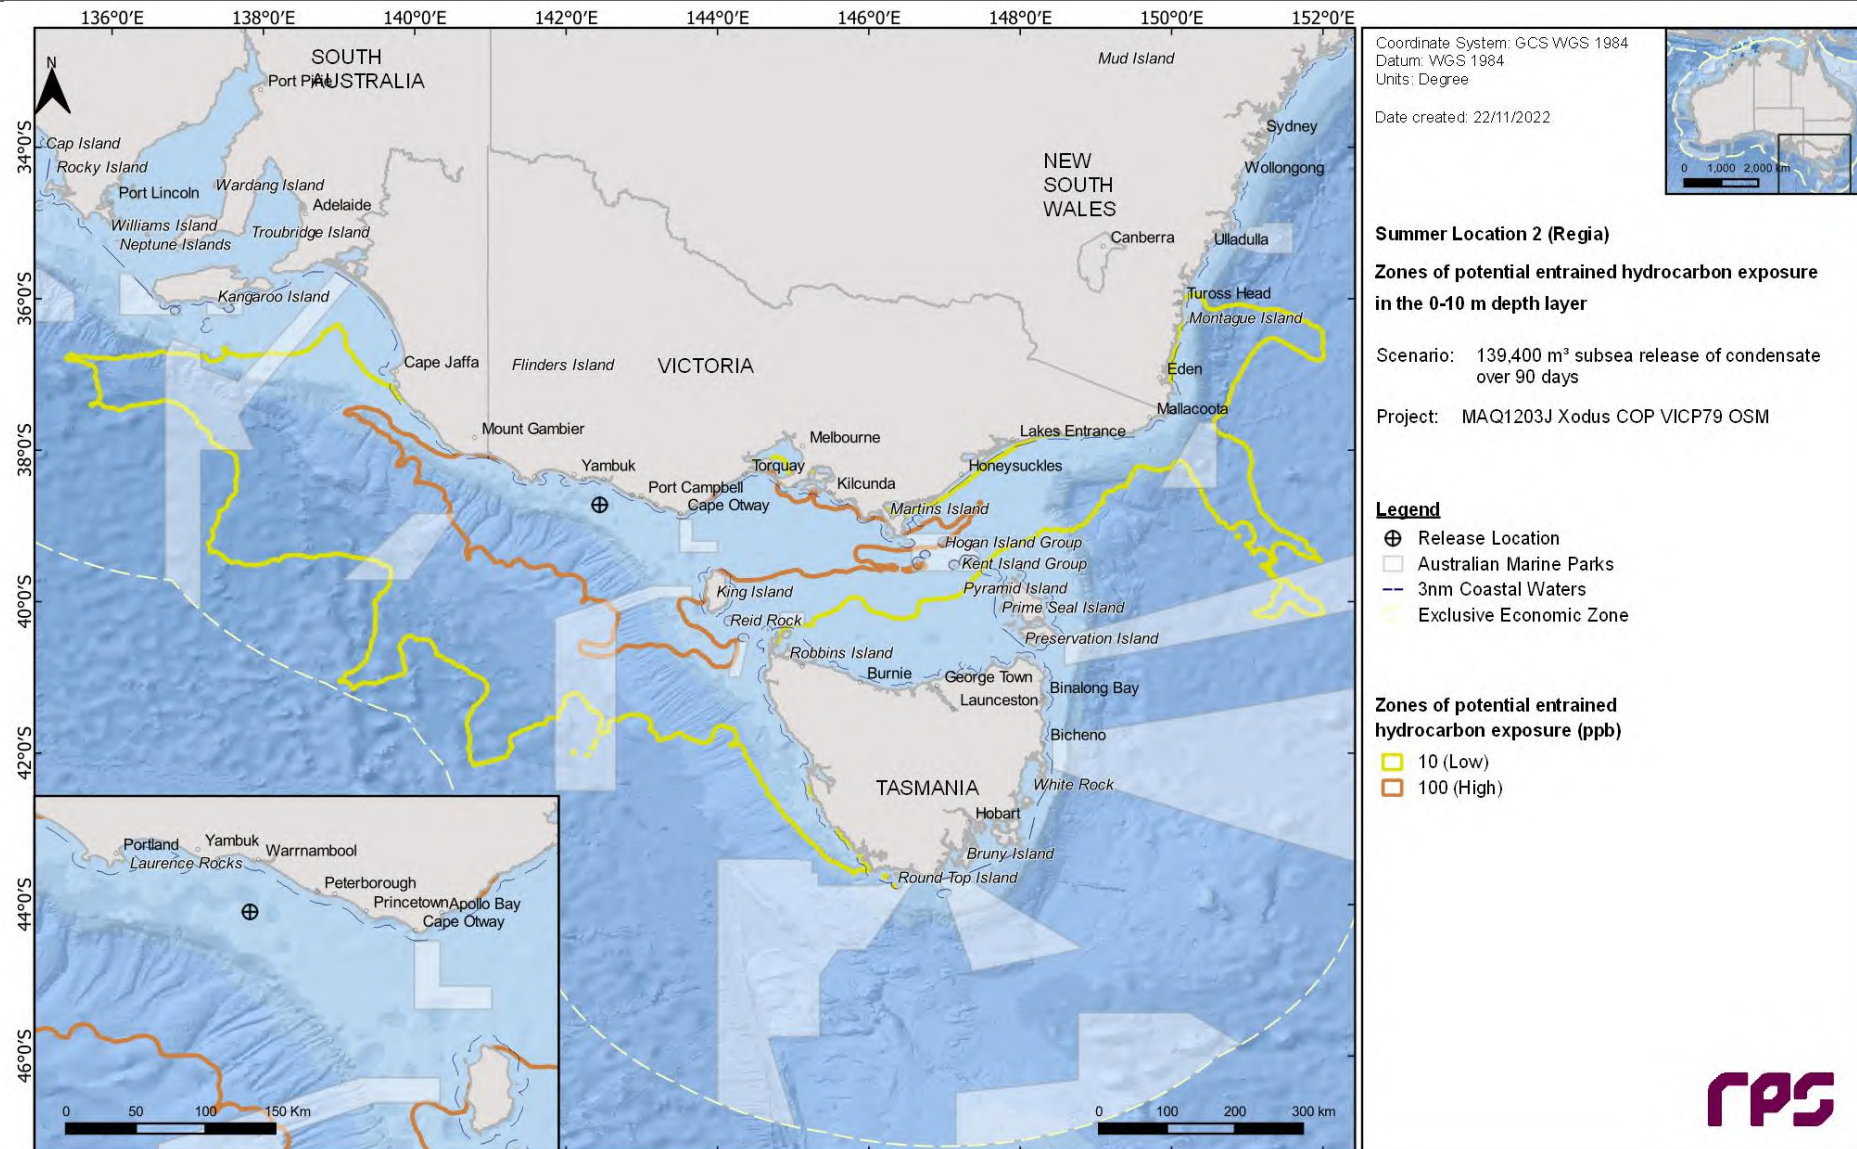 136°0'E 138°0'E 140°0'E 142°0'E 144°0'E 146°0'E 148°0'E 150°0'E 152°0'E
34°0'S
36°0'S
38°0'S
40°0'S
42°0'S
44°0'S
46°0'S
N
SOUTH
AUSTRALIA
Port Pirie
Mud Island
Cap Island
Rocky Island
Port Lincoln
Wardang Island
Adelaide
Williams Island
Neptune Islands
Troubridge Island
Kangaroo Island
Sydney
Wollongong
NEW
SOUTH
WALES
Canberra
Ulladulla
Tuross Head
Montague Island
Cape Jaffa
Flinders Island
VICTORIA
Eden
Mallacoota
Mount Gambier
Melbourne
Lakes Entrance
Yambuk
Torquay
Honeysuckles
Port Campbell
Kilcunda
Cape Otway
Martins Island
Hogan Island Group
Kent Island Group
King Island
Pyramid Island
Prime Seal Island
Reid Rock
Preservation Island
Robbins Island
Burnie
George Town
Binalong Bay
Launceston
Bicheno
TASMANIA
White Rock
Hobart
Bruny Island
Round Top Island
0 100 200 300 km
Portland
Yambuk
Laurence Rocks
Warrnambool
Peterborough
Princetown
Apollo Bay
Cape Otway
0 50 100 150 Km
Coordinate System: GCS WGS 1984
Datum: WGS 1984
Units: Degree
Date created: 22/11/2022
0 1,000 2,000 km
Summer Location 2 (Regia)
Zones of potential entrained hydrocarbon exposure
in the 0-10 m depth layer
Scenario: 139,400 m³ subsea release of condensate
over 90 days
Project: MAQ1203J Xodus COP VICP79 OSM
Legend
Release Location
Australian Marine Parks
3nm Coastal Waters
Exclusive Economic Zone
Zones of potential entrained
hydrocarbon exposure (ppb)
10 (Low)
100 (High)
rps